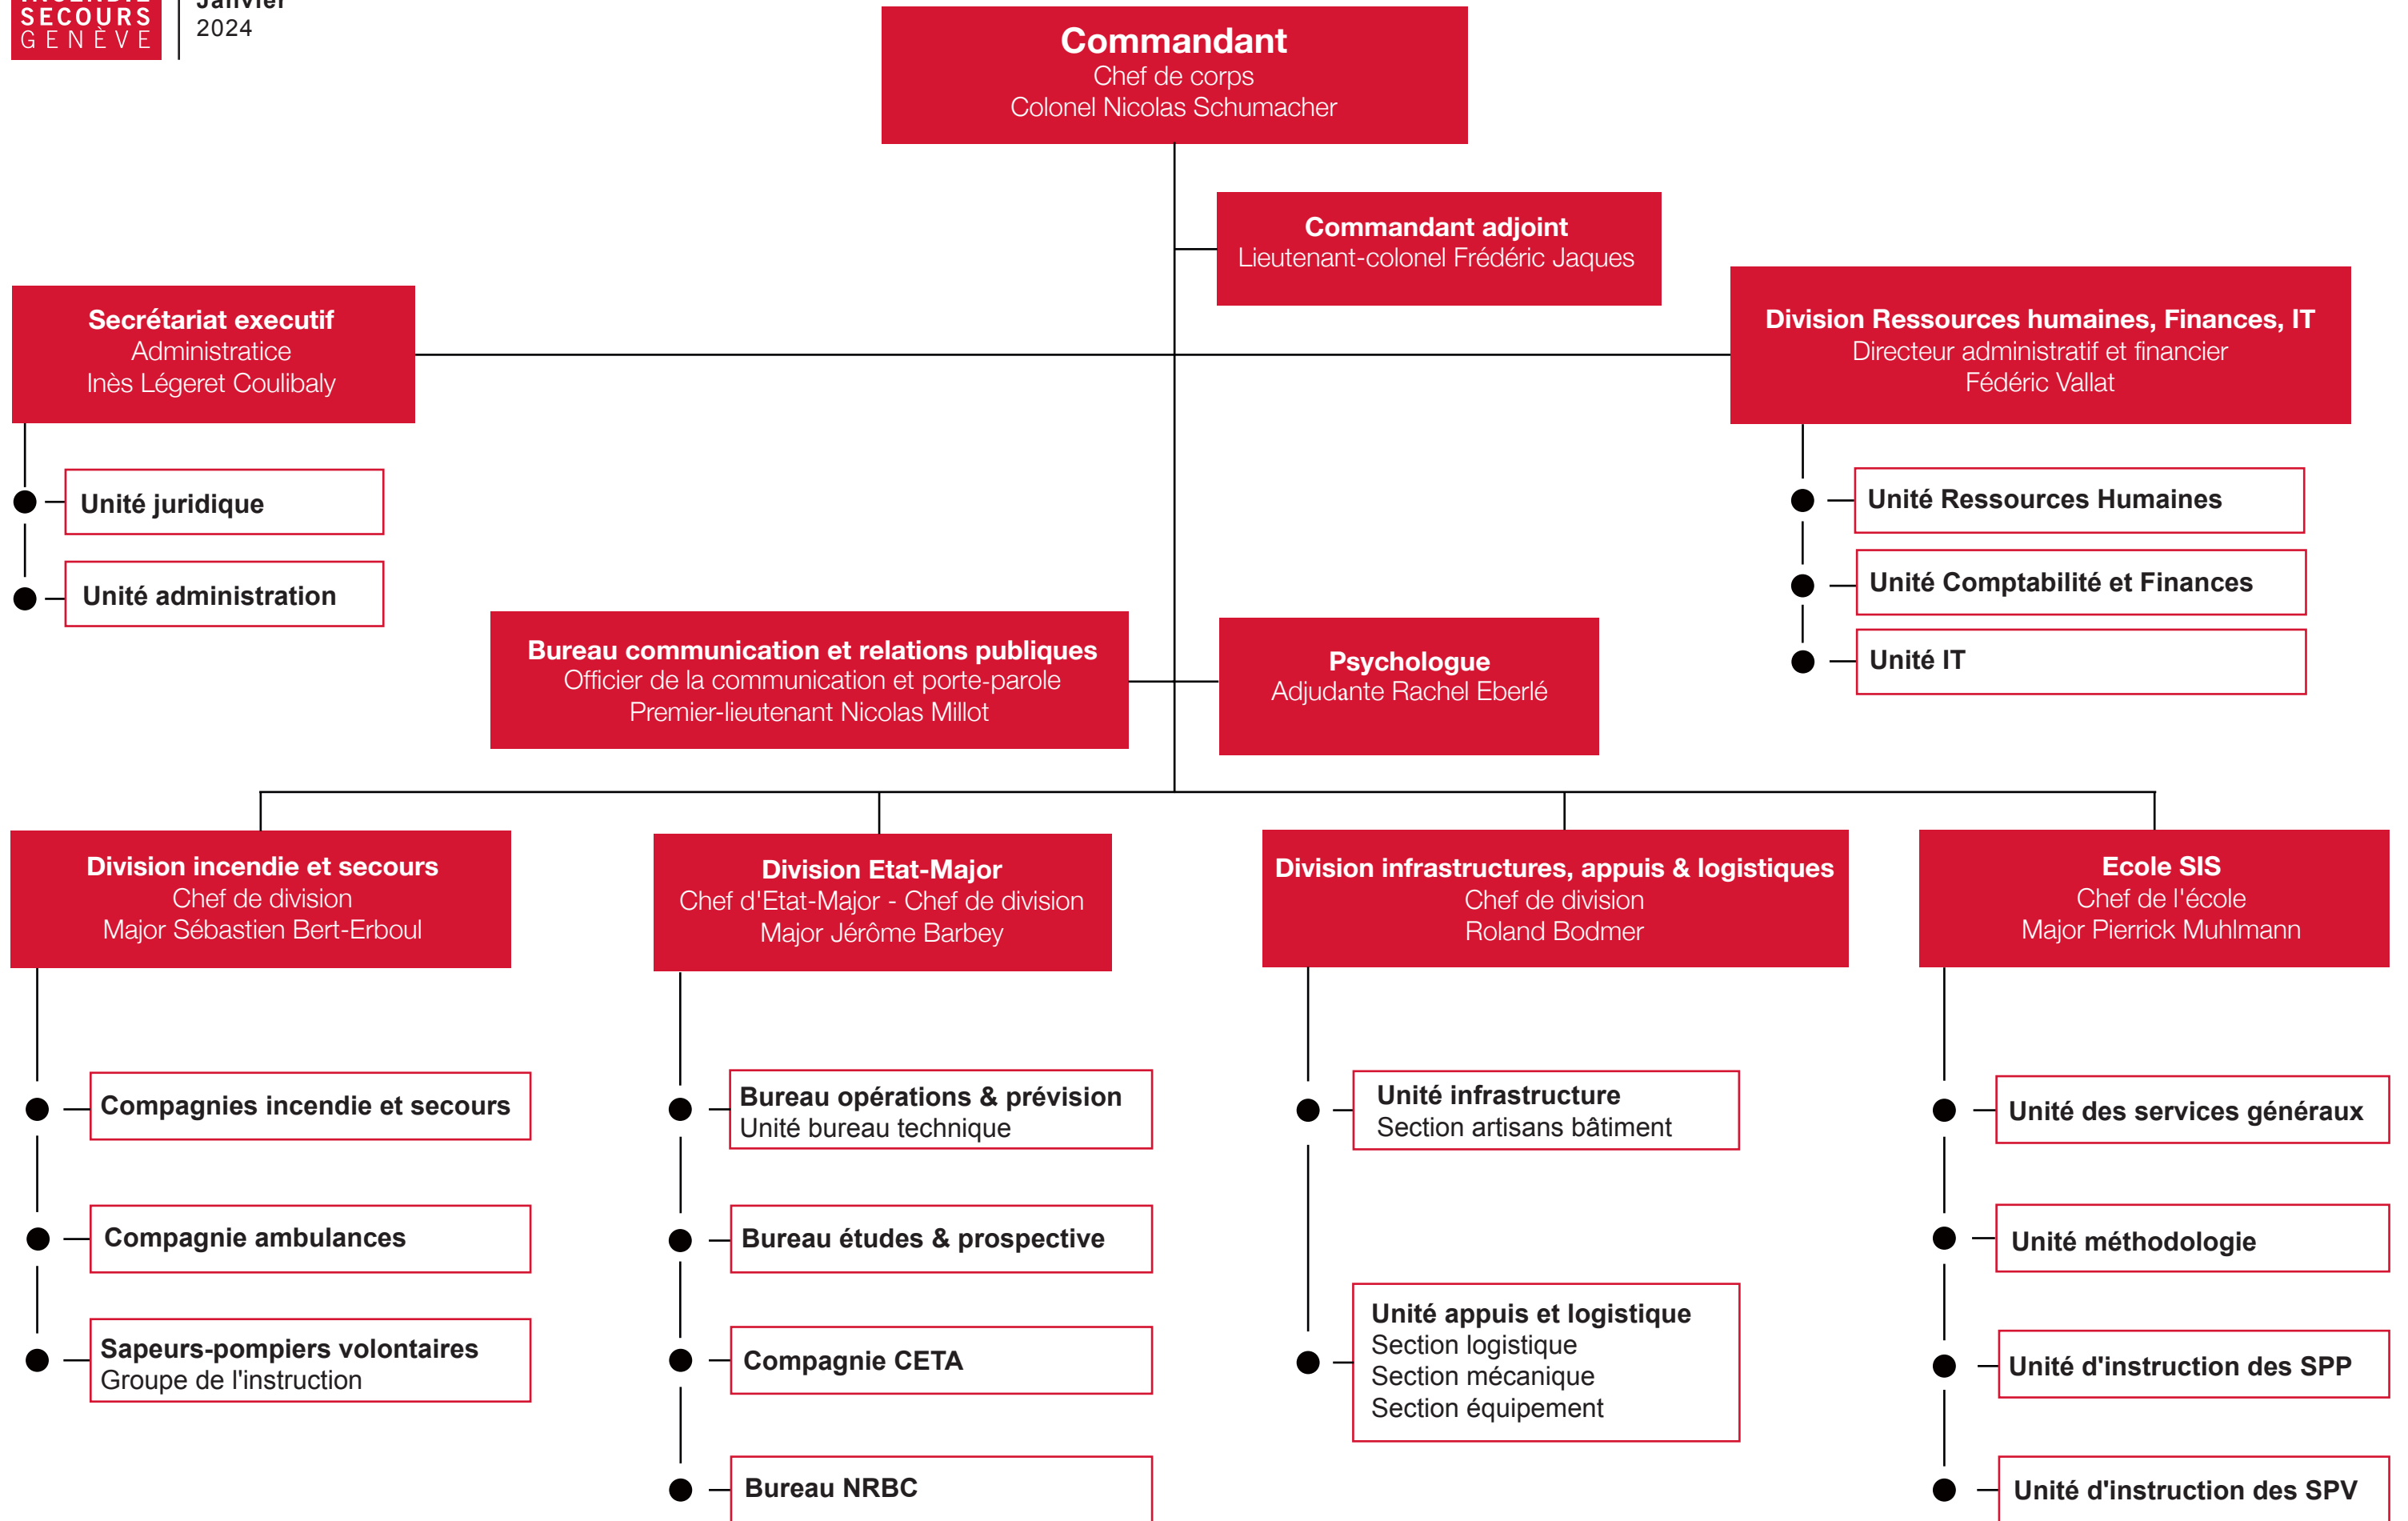 SECOURS
GENÈVE
Janvier
2024
Commandant
Chef de corps
Colonel Nicolas Schumacher
Commandant adjoint
Lieutenant-colonel Frédéric Jaques
Secrétariat executif
Administratice
Inès Légeret Coulibaly
Division Ressources humaines, Finances, IT
Directeur administratif et financier
Fédéric Vallat
Unité juridique
Unité administration
Unité Ressources Humaines
Unité Comptabilité et Finances
Unité IT
Bureau communication et relations publiques
Officier de la communication et porte-parole
Premier-lieutenant Nicolas Millot
Psychologue
Adjudante Rachel Eberlé
Division incendie et secours
Chef de division
Major Sébastien Bert-Erboul
Compagnies incendie et secours
Compagnie ambulances
Sapeurs-pompiers volontaires
Groupe de l'instruction
Division Etat-Major
Chef d'Etat-Major - Chef de division
Major Jérôme Barbey
Bureau opérations & prévision
Unité bureau technique
Bureau études & prospective
Compagnie CETA
Bureau NRBC
Division infrastructures, appuis & logistiques
Chef de division
Roland Bodmer
Unité infrastructure
Section artisans bâtiment
Unité appuis et logistique
Section logistique
Section mécanique
Section équipement
Ecole SIS
Chef de l'école
Major Pierrick Muhlmann
Unité des services généraux
Unité méthodologie
Unité d'instruction des SPP
Unité d'instruction des SPV